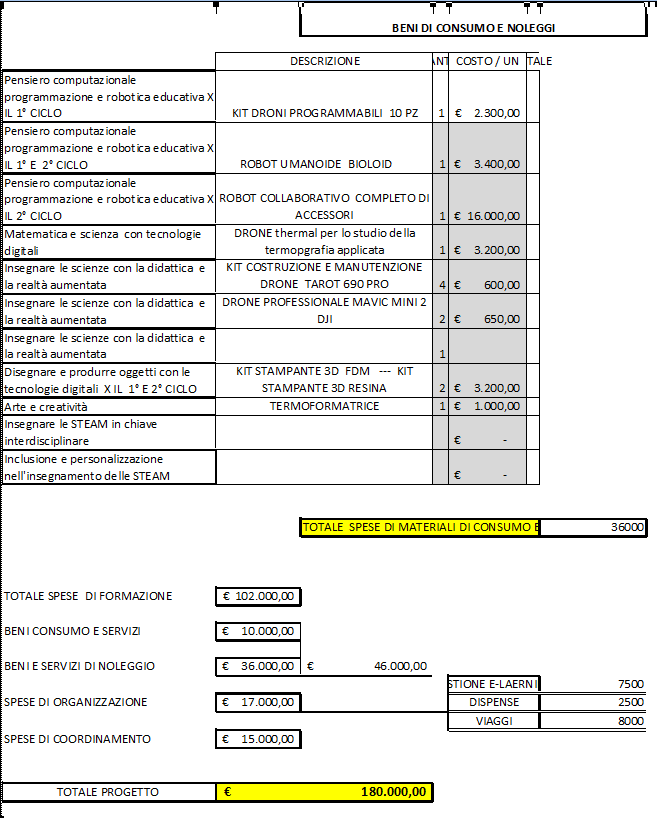 BENI DI CONSUMO E NOLEGGI
DESCRIZIONE ANT COSTO / UN TALE
Pensiero computazionale
programmazione e robotica educativa X
IL 1° CICLO KIT DRONI PROGRAMMABILI 10 PZ 1 € 2.300,00
Pensiero computazionale
programmazione e robotica educativa X
IL 1° E 2° CICLO ROBOT UMANOIDE BIOLOID 1 € 3.400,00
Pensiero computazionale
programmazione e robotica educativa X ROBOT COLLABORATIVO COMPLETO DI
IL 2° CICLO ACCESSORI 1 € 16.000,00
Matematica e scienza con tecnologie DRONE thermal per lo studio della
digitali termopgrafia applicata 1 € 3.200,00
Insegnare le scienze con la didattica e KIT COSTRUZIONE E MANUTENZIONE
la realtà aumentata DRONE TAROT 690 PRO 4 € 600,00
Insegnare le scienze con la didattica e DRONE PROFESSIONALE MAVIC MINI 2
la realtà aumentata DJI 2 € 650,00
Insegnare le scienze con la didattica e
la realtà aumentata 1
Disegnare e produrre oggetti con le KIT STAMPANTE 3D FDM --- KIT
tecnologie digitali X IL 1° E 2° CICLO STAMPANTE 3D RESINA 2 € 3.200,00
Arte e creatività TERMOFORMATRICE 1 € 1.000,00
Insegnare le STEAM in chiave
interdisciplinare € -
Inclusione e personalizzazione
nell'insegnamento delle STEAM € -
TOTALE SPESE DI MATERIALI DI CONSUMO E 36000
TOTALE SPESE DI FORMAZIONE € 102.000,00
BENI CONSUMO E SERVIZI € 10.000,00
BENI E SERVIZI DI NOLEGGIO € 36.000,00 € 46.000,00
STIONE E-LAERNI 7500
SPESE DI ORGANIZZAZIONE € 17.000,00 DISPENSE 2500
VIAGGI 8000
SPESE DI COORDINAMENTO € 15.000,00
TOTALE PROGETTO € 180.000,00